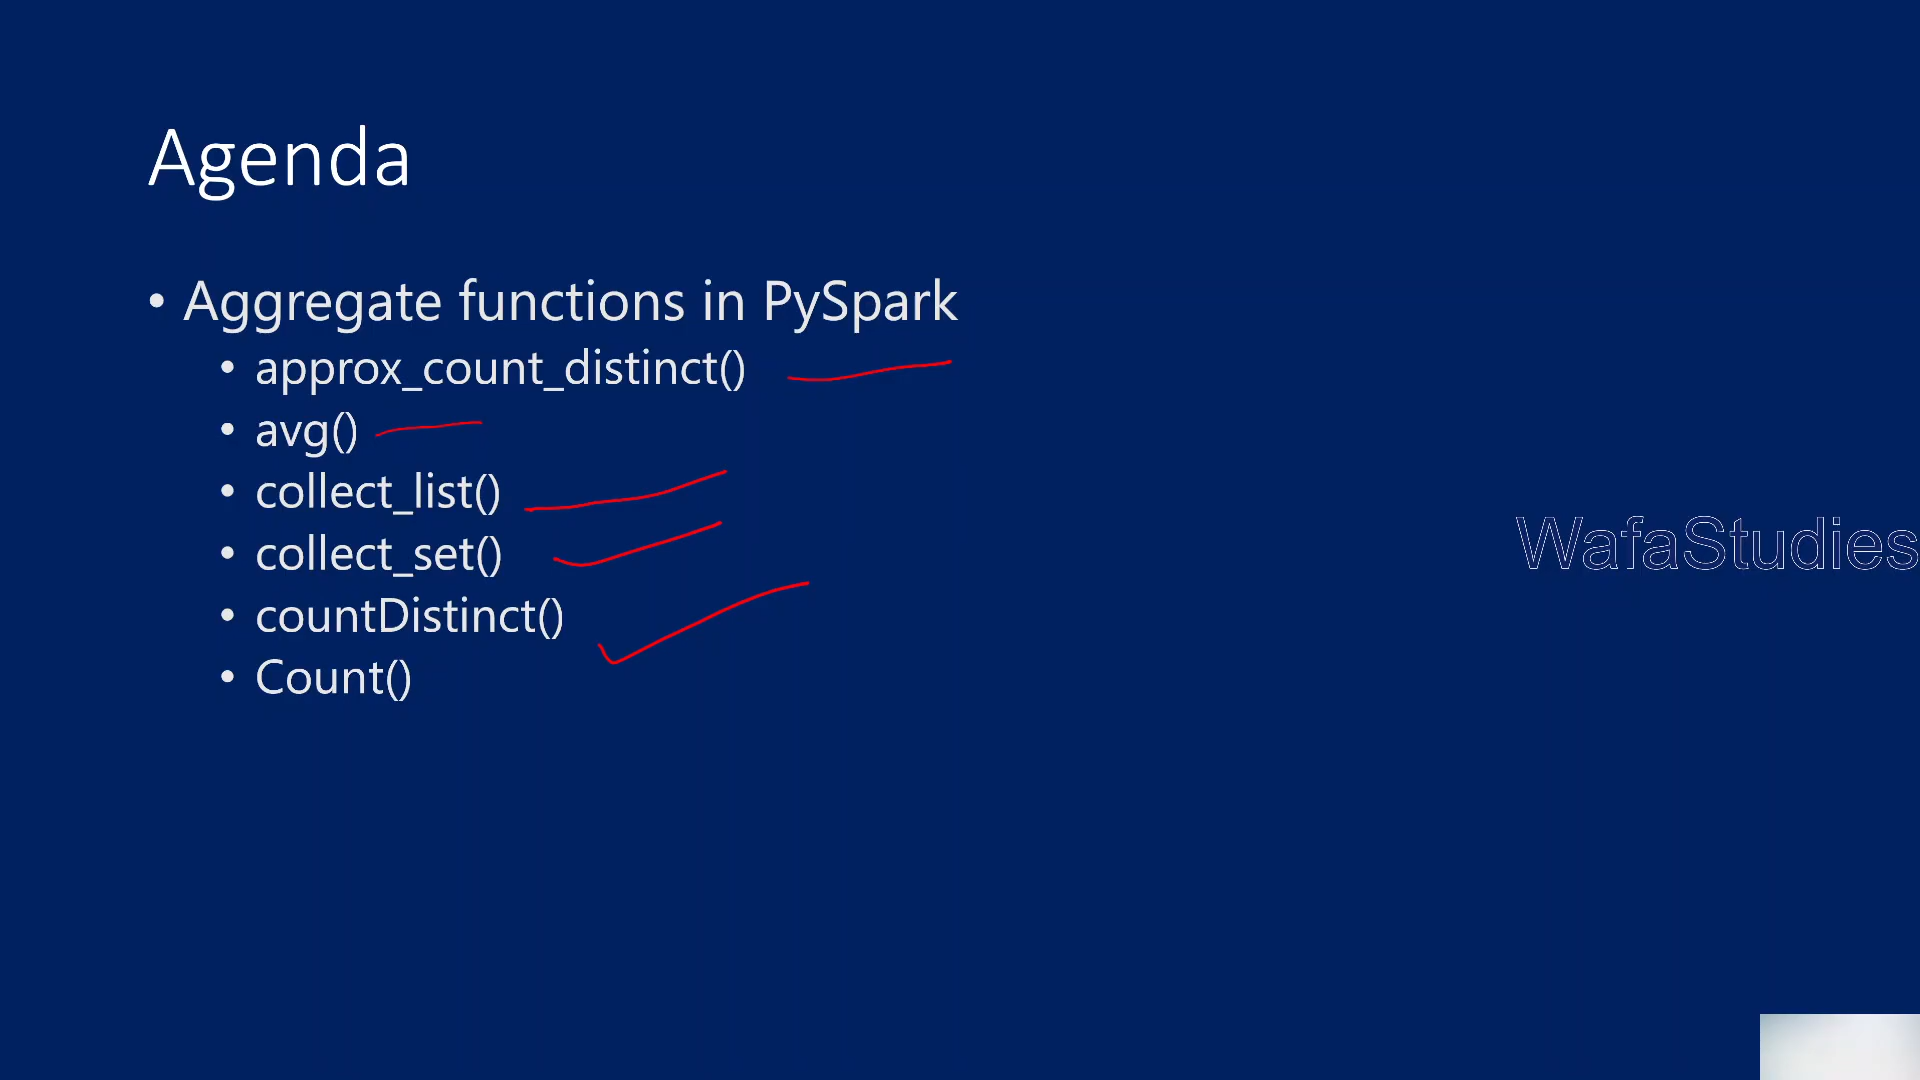 Agenda
• Aggregate functions in PySpark
• approx_count_distinct()
• avg()
• collect_list()
• collect_set()
• countDistinct()
• Count()
WafaStudies